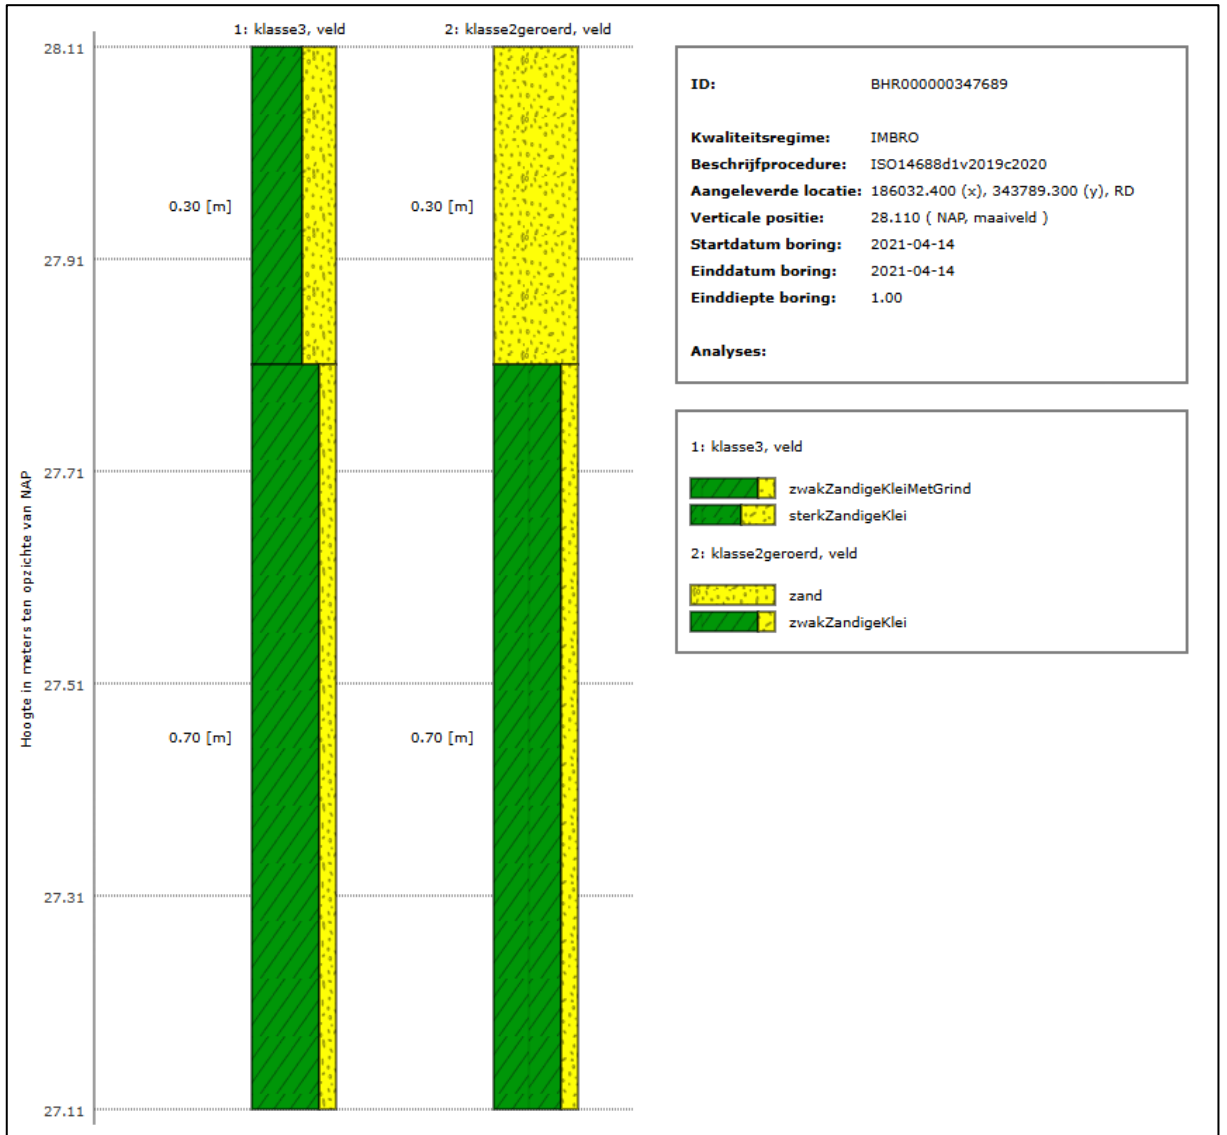 1: klasse3, veld
2: klasse2geroerd, veld
28.11
27.91
27.71
27.51
27.31
27.11
Hoogte in meters ten opzichte van NAP
0.30 [m]
0.30 [m]
0.70 [m]
0.70 [m]
ID: BHR000000347689
Kwaliteitsregime: IMBRO
Beschrijfprocedure: ISO14688d1v2019c2020
Aangeleverde locatie: 186032.400 (x), 343789.300 (y), RD
Verticale positie: 28.110 ( NAP, maaiveld )
Startdatum boring: 2021-04-14
Einddatum boring: 2021-04-14
Einddiepte boring: 1.00
Analyses:
1: klasse3, veld
zwakZandigeKleiMetGrind
sterkZandigeKlei
2: klasse2geroerd, veld
zand
zwakZandigeKlei